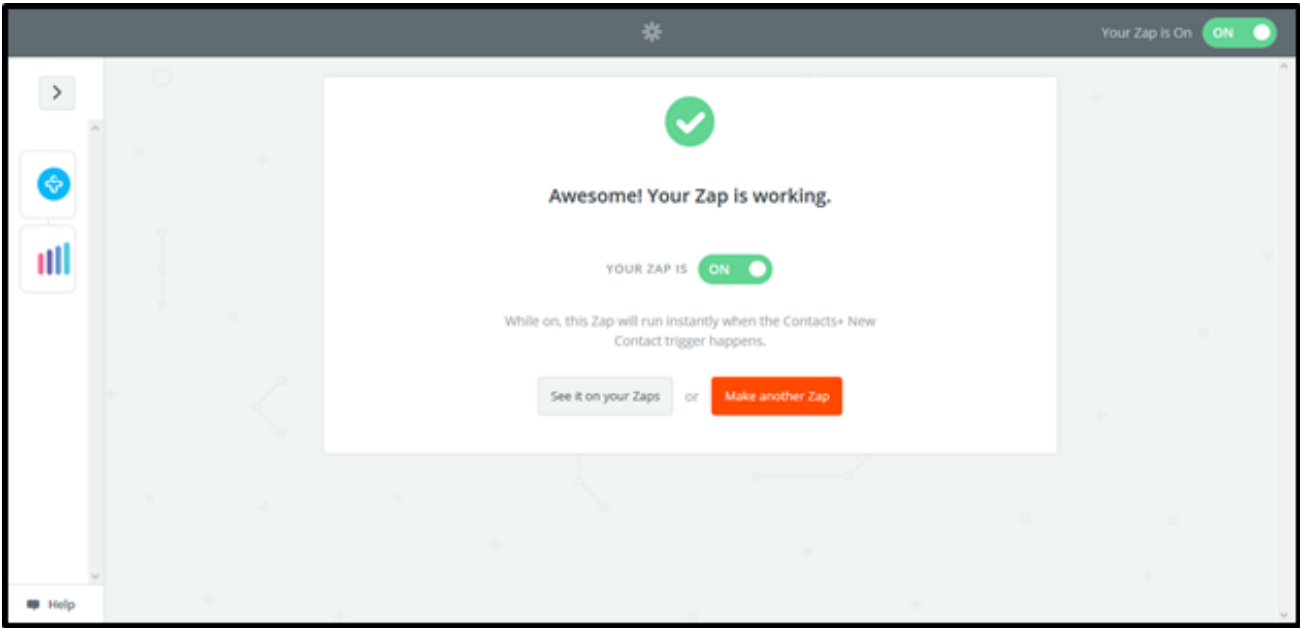 Your Zap is On ON
Awesome! Your Zap is working.
YOUR ZAP IS ON
While on, this Zap will run instantly when the Contacts+ New
Contact trigger happens.
See it on your Zaps or Make another Zap
Help